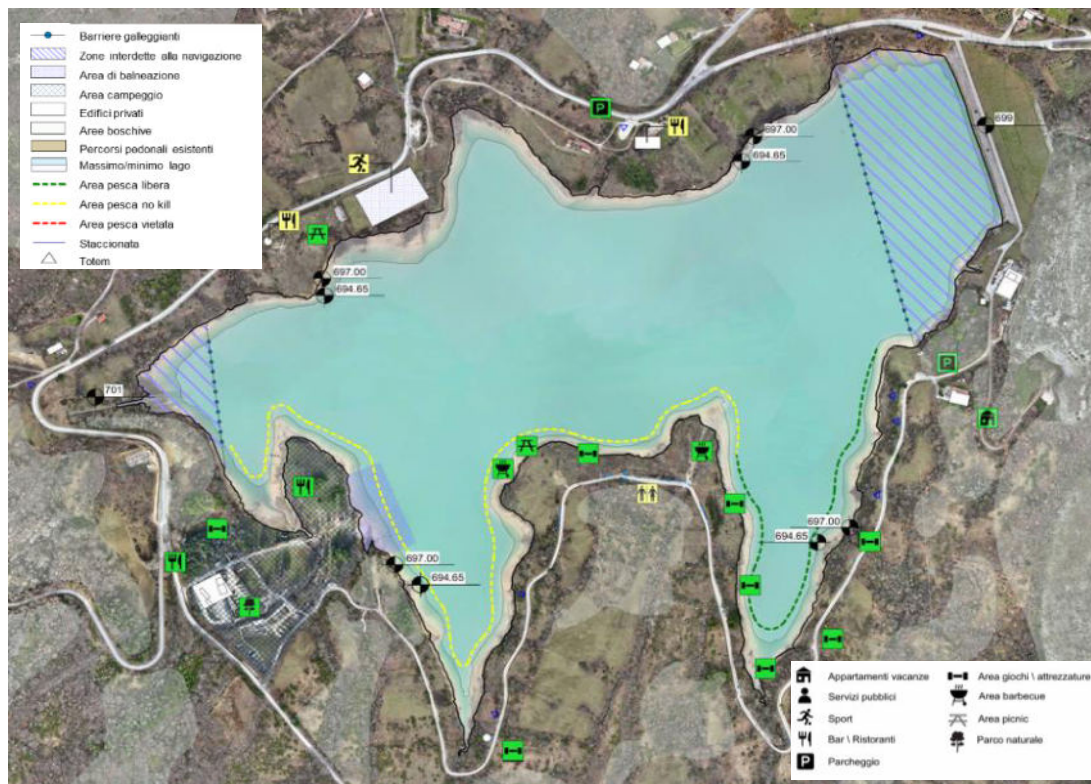 Barriere galleggianti
Zone interdette alla navigazione
Area di balneazione
Area campeggio
Edifici privati
Aree boschive
Percorsi pedonali esistenti
Massimo/minimo lago
Area pesca libera
Area pesca no kill
Area pesca vietata
Staccionata
Totem
P
697.00
694.65
699
697.00
694.65
701
P
697.00
694.65
697.00
694.65
Appartamenti vacanze
Servizi pubblici
Sport
Bar \ Ristoranti
P Parcheggio
Area giochi \ attrezzature
Area barbecue
Area picnic
Parco naturale